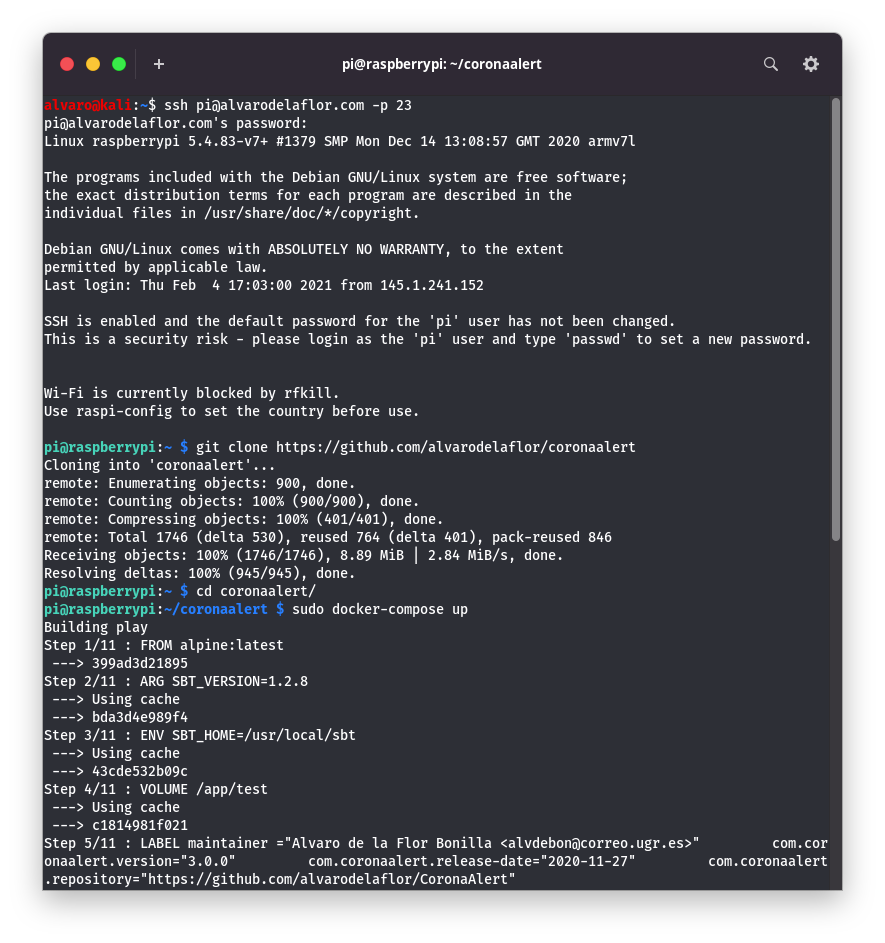 pi@raspberrypi: ~/coronaalert
alvaro@kali:~$ ssh pi@alvarodelaflor.com -p 23
pi@alvarodelaflor.com's password:
Linux raspberrypi 5.4.83-v7+ #1379 SMP Mon Dec 14 13:08:57 GMT 2020 armv7l
The programs included with the Debian GNU/Linux system are free software;
the exact distribution terms for each program are described in the
individual files in /usr/share/doc/*/copyright.
Debian GNU/Linux comes with ABSOLUTELY NO WARRANTY, to the extent
permitted by applicable law.
Last login: Thu Feb  4 17:03:00 2021 from 145.1.241.152
SSH is enabled and the default password for the 'pi' user has not been changed.
This is a security risk - please login as the 'pi' user and type 'passwd' to set a new password.
Wi-Fi is currently blocked by rfkill.
Use raspi-config to set the country before use.
pi@raspberrypi:~ $ git clone https://github.com/alvarodelaflor/coronaalert
Cloning into 'coronaalert'...
remote: Enumerating objects: 900, done.
remote: Counting objects: 100% (900/900), done.
remote: Compressing objects: 100% (401/401), done.
remote: Total 1746 (delta 530), reused 764 (delta 401), pack-reused 846
Receiving objects: 100% (1746/1746), 8.89 MiB | 2.84 MiB/s, done.
Resolving deltas: 100% (945/945), done.
pi@raspberrypi:~ $ cd coronaalert/
pi@raspberrypi:~/coronaalert $ sudo docker-compose up
Building play
Step 1/11 : FROM alpine:latest
 ---> 399ad3d21895
Step 2/11 : ARG SBT_VERSION=1.2.8
 ---> Using cache
 ---> bda3d4e989f4
Step 3/11 : ENV SBT_HOME=/usr/local/sbt
 ---> Using cache
 ---> 43cde532b09c
Step 4/11 : VOLUME /app/test
 ---> Using cache
 ---> c1814981f021
Step 5/11 : LABEL maintainer ="Alvaro de la Flor Bonilla <alvdebon@correo.ugr.es>"         com.cor
onaalert.version="3.0.0"         com.coronaalert.release-date="2020-11-27"         com.coronaalert
.repository="https://github.com/alvarodelaflor/CoronaAlert"